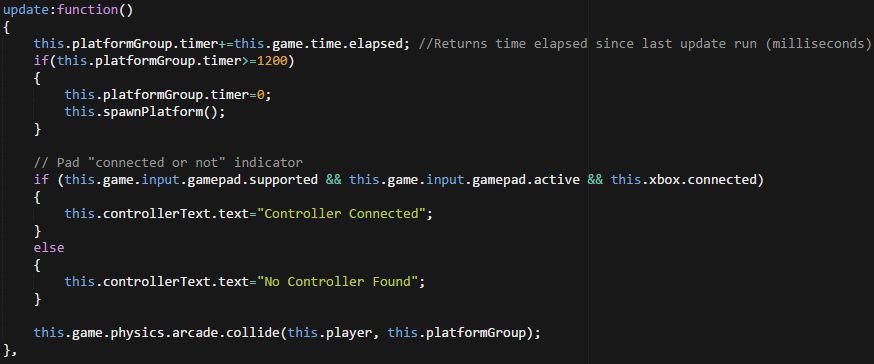 update:function()
{
    this.platformGroup.timer+=this.game.time.elapsed; //Returns time elapsed since last update run (milliseconds)
    if(this.platformGroup.timer>=1200)
    {
        this.platformGroup.timer=0;
        this.spawnPlatform();
    }

    // Pad "connected or not" indicator
    if (this.game.input.gamepad.supported && this.game.input.gamepad.active && this.xbox.connected)
    {
        this.controllerText.text="Controller Connected";
    }
    else
    {
        this.controllerText.text="No Controller Found";
    }

    this.game.physics.arcade.collide(this.player, this.platformGroup);
},